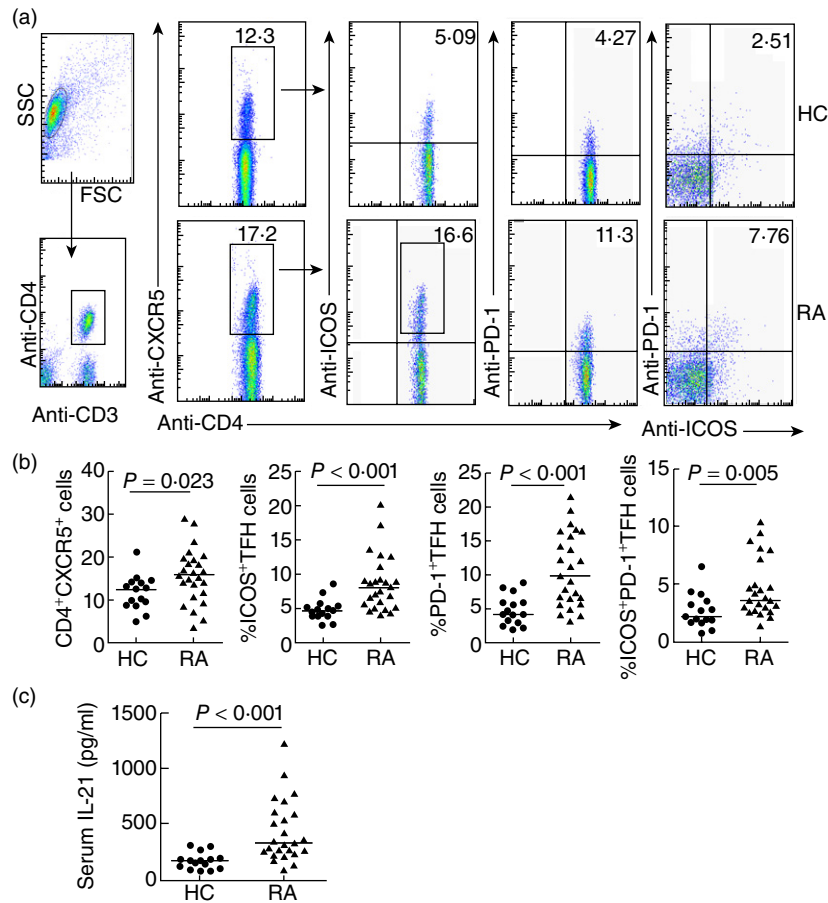 (a)
12·3
5·09
4·27
2·51
SSC
FSC
HC
17·2
16·6
11·3
7·76
RA
Anti-CD4
Anti-CD3
Anti-CXCR5
Anti-ICOS
Anti-PD-1
Anti-PD-1
Anti-CD4
Anti-ICOS
(b)
CD4⁺CXCR5⁺ cells
40
30
20
10
0
P = 0·023
HC RA
%ICOS⁺TFH cells
25
20
15
10
5
0
P < 0·001
HC RA
%PD-1⁺TFH cells
25
20
15
10
5
0
P < 0·001
HC RA
%ICOS⁺PD-1⁺TFH cells
15
10
5
0
P = 0·005
HC RA
(c)
Serum IL-21 (pg/ml)
1500
1000
500
0
P < 0·001
HC RA